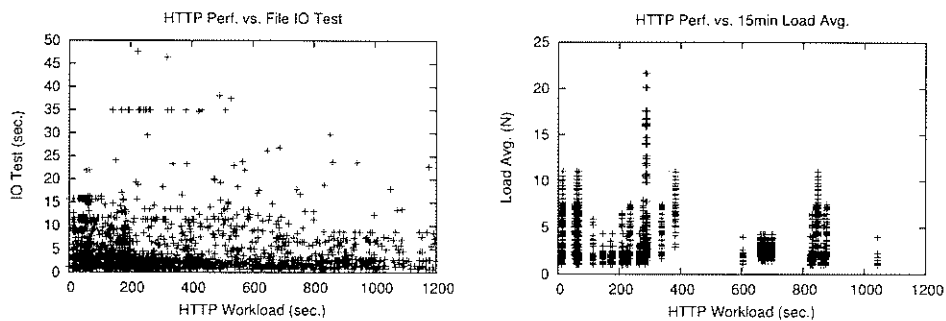 HTTP Perf. vs. File IO Test
50
45
40
35
30
25
20
15
10
5
0
IO Test (sec.)
0 200 400 600 800 1000 1200
HTTP Workload (sec.)
HTTP Perf. vs. 15min Load Avg.
25
20
15
10
5
0
Load Avg. (N)
0 200 400 600 800 1000 1200
HTTP Workload (sec.)